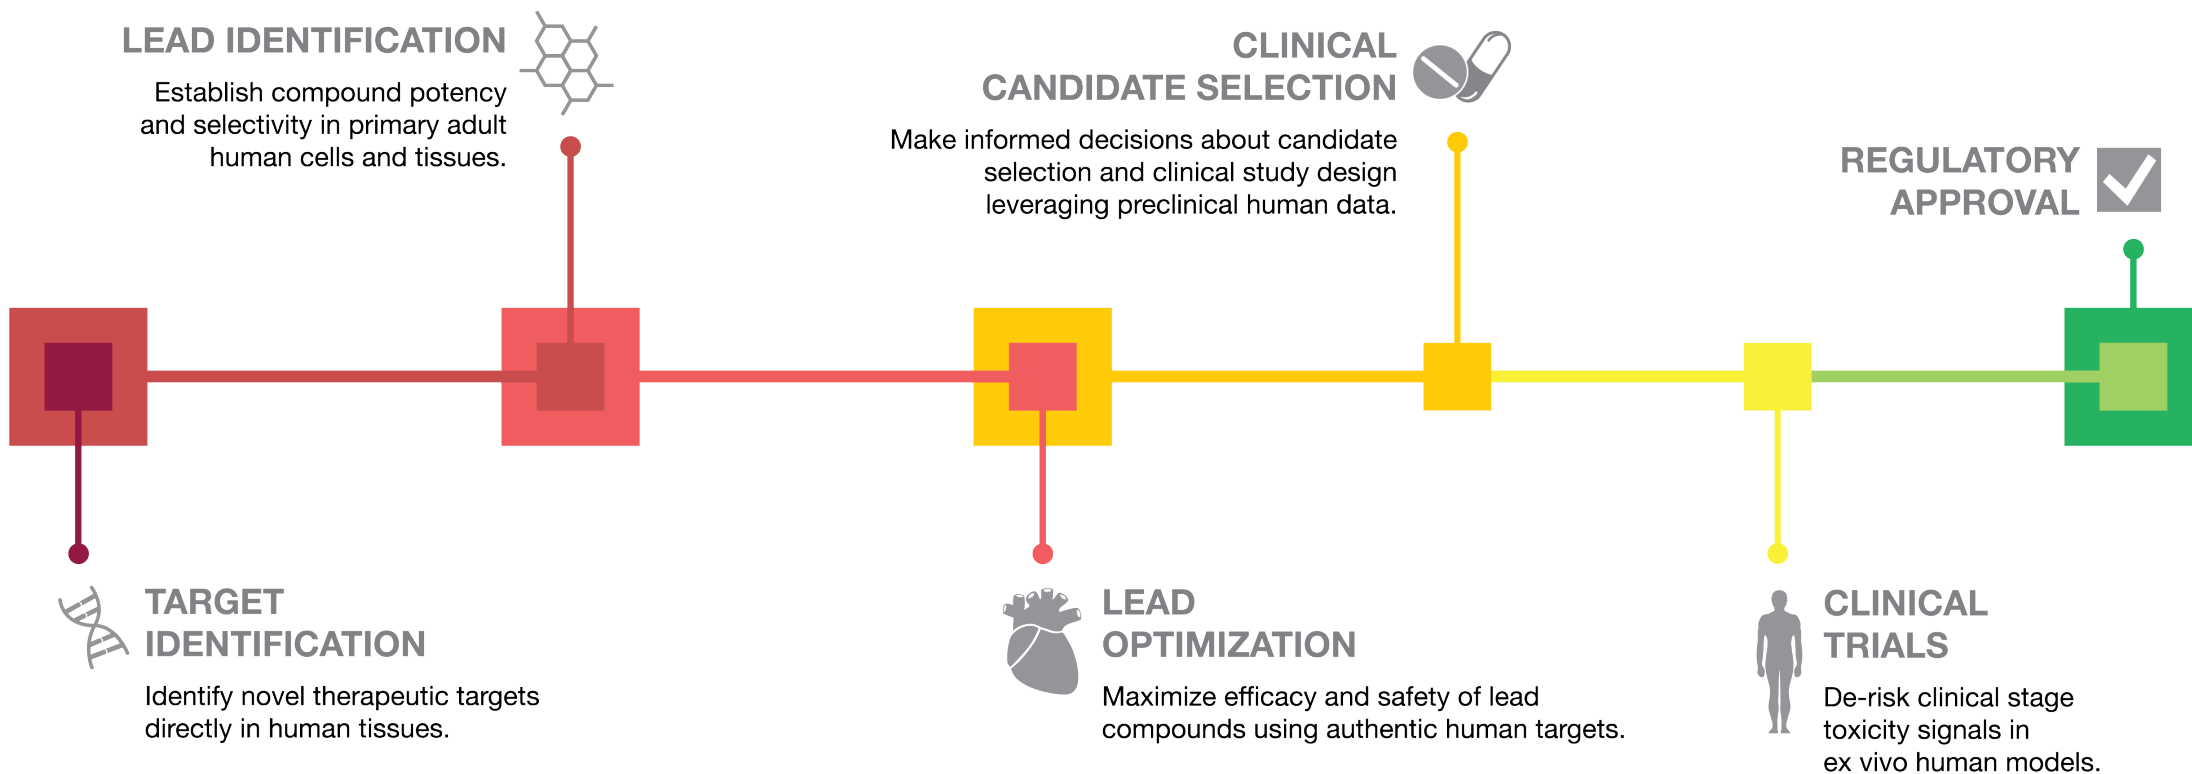 LEAD IDENTIFICATION
Establish compound potency
and selectivity in primary adult
human cells and tissues.
CLINICAL
CANDIDATE SELECTION
Make informed decisions about candidate
selection and clinical study design
leveraging preclinical human data.
REGULATORY
APPROVAL
TARGET
IDENTIFICATION
Identify novel therapeutic targets
directly in human tissues.
LEAD
OPTIMIZATION
Maximize efficacy and safety of lead
compounds using authentic human targets.
CLINICAL
TRIALS
De-risk clinical stage
toxicity signals in
ex vivo human models.